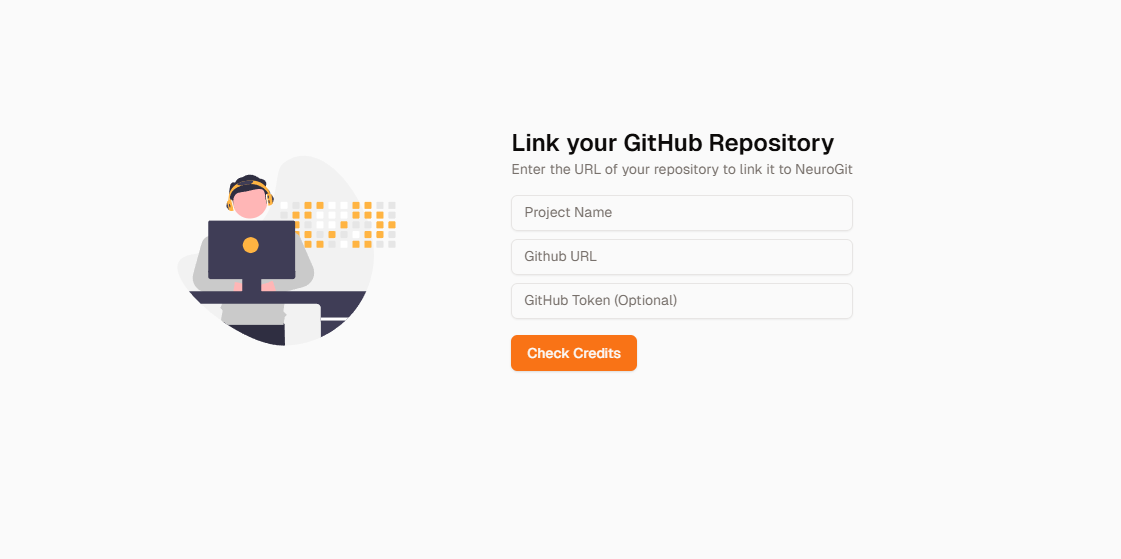 Link your GitHub Repository
Enter the URL of your repository to link it to NeuroGit
Project Name
Github URL
GitHub Token (Optional)
Check Credits